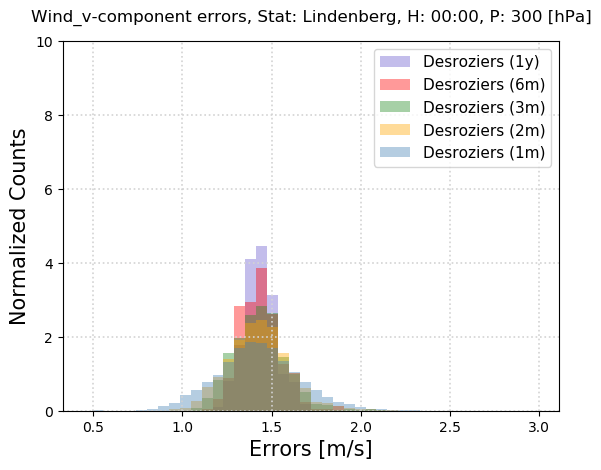 Wind_v-component errors, Stat: Lindenberg, H: 00:00, P: 300 [hPa]
10
8
6
4
2
0
Normalized Counts
Desroziers (1y)
Desroziers (6m)
Desroziers (3m)
Desroziers (2m)
Desroziers (1m)
0.5 1.0 1.5 2.0 2.5 3.0
Errors [m/s]